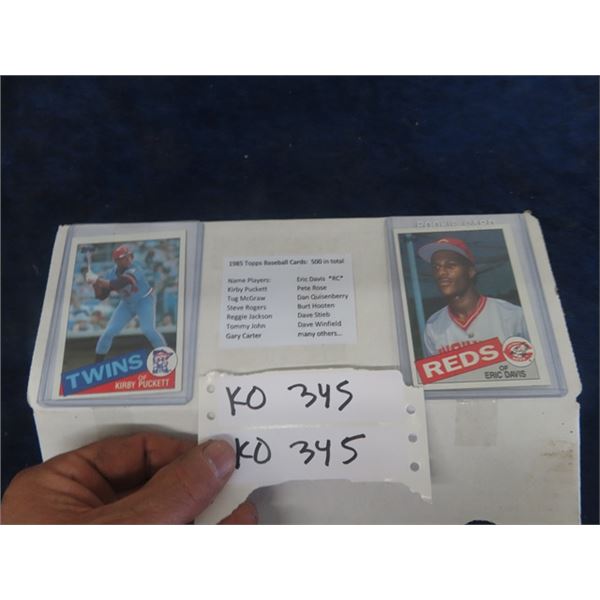 1985 Topps Baseball Cards: 500 in total
Name Players: Eric Davis *RC*
Kirby Puckett Pete Rose
Tug McGraw Dan Quisenberry
Steve Rogers Burt Hooten
Reggie Jackson Dave Stieb
Tommy John Dave Winfield
Gary Carter many others...
TWINS
OF
KIRBY PUCKETT
ROOKIE CARD
REDS
OF
ERIC DAVIS
KO 345
KO 345